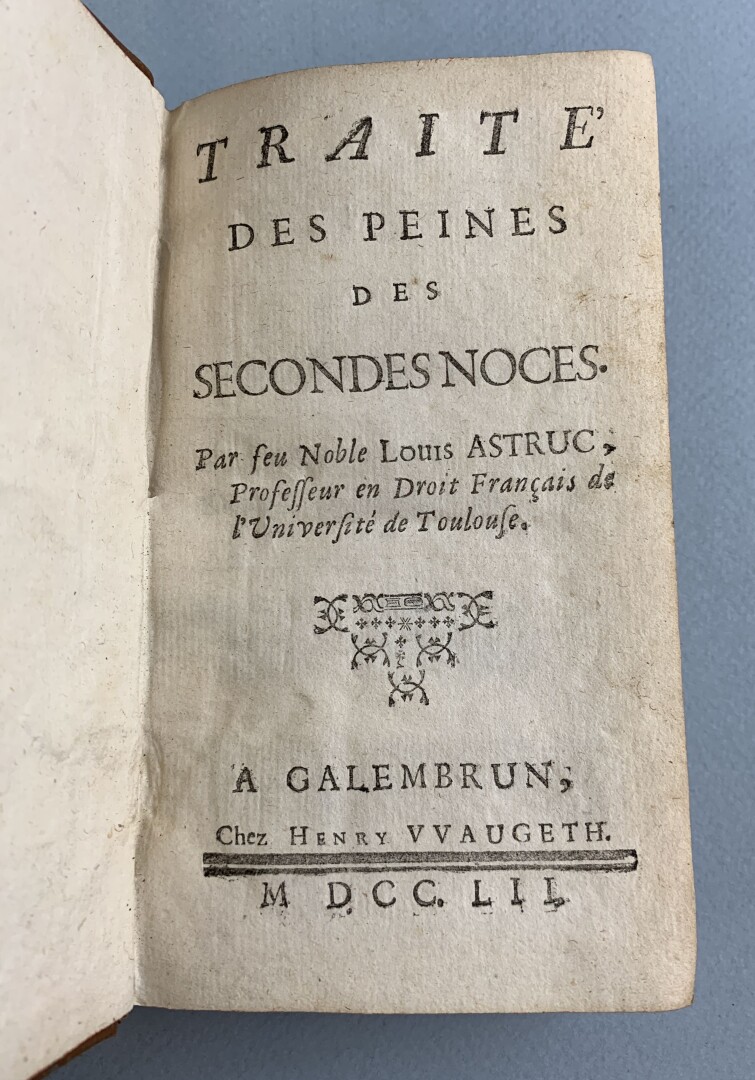 TRAITE'
DES PEINES
DES
SECONDES NOCES.
Par feu Noble Louis ASTRUC,
Profeſſeur en Droit Français de
l'Univerſité de Toulouſe.
A GALEMBRUN,
Chez HENRY VVAUGETH.
M DCC. LII.